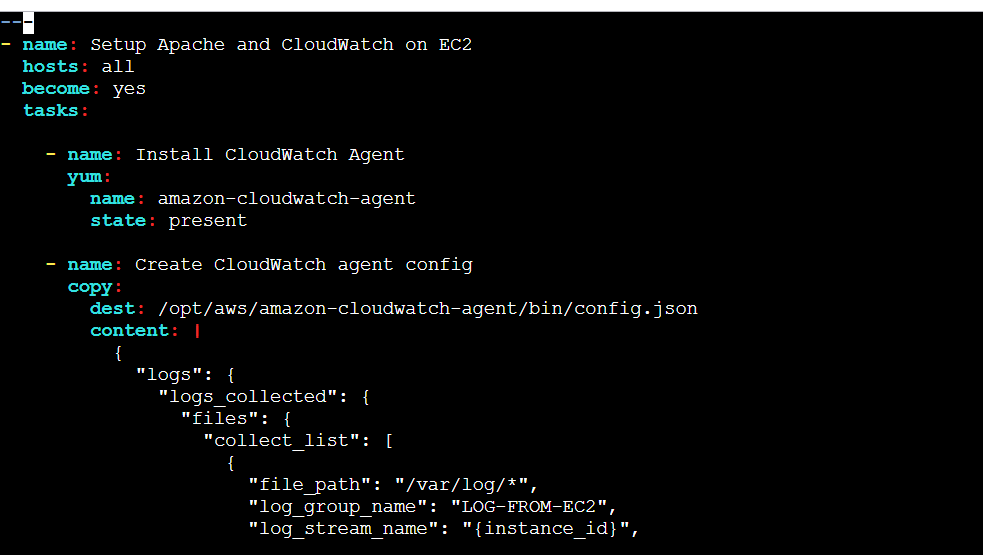 ---
- name: Setup Apache and CloudWatch on EC2
  hosts: all
  become: yes
  tasks:

    - name: Install CloudWatch Agent
      yum:
        name: amazon-cloudwatch-agent
        state: present

    - name: Create CloudWatch agent config
      copy:
        dest: /opt/aws/amazon-cloudwatch-agent/bin/config.json
        content: |
          {
            "logs": {
              "logs_collected": {
                "files": {
                  "collect_list": [
                    {
                      "file_path": "/var/log/*",
                      "log_group_name": "LOG-FROM-EC2",
                      "log_stream_name": "{instance_id}",